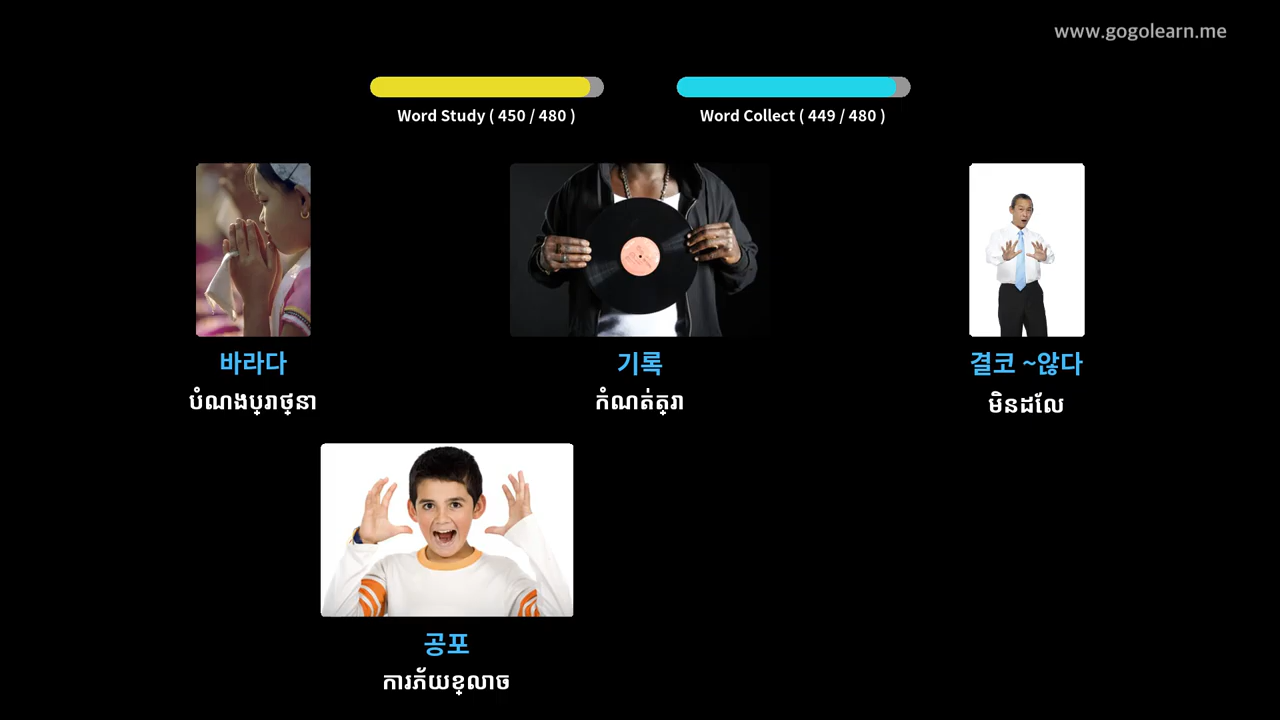 www.gogolearn.me
Word Study ( 450 / 480 )
Word Collect ( 449 / 480 )
바라다
បំណងប្រាថ្នា
기록
កំណត់ត្រា
결코 ~않다
មិនដែល
공포
ការភ័យខ្លាច